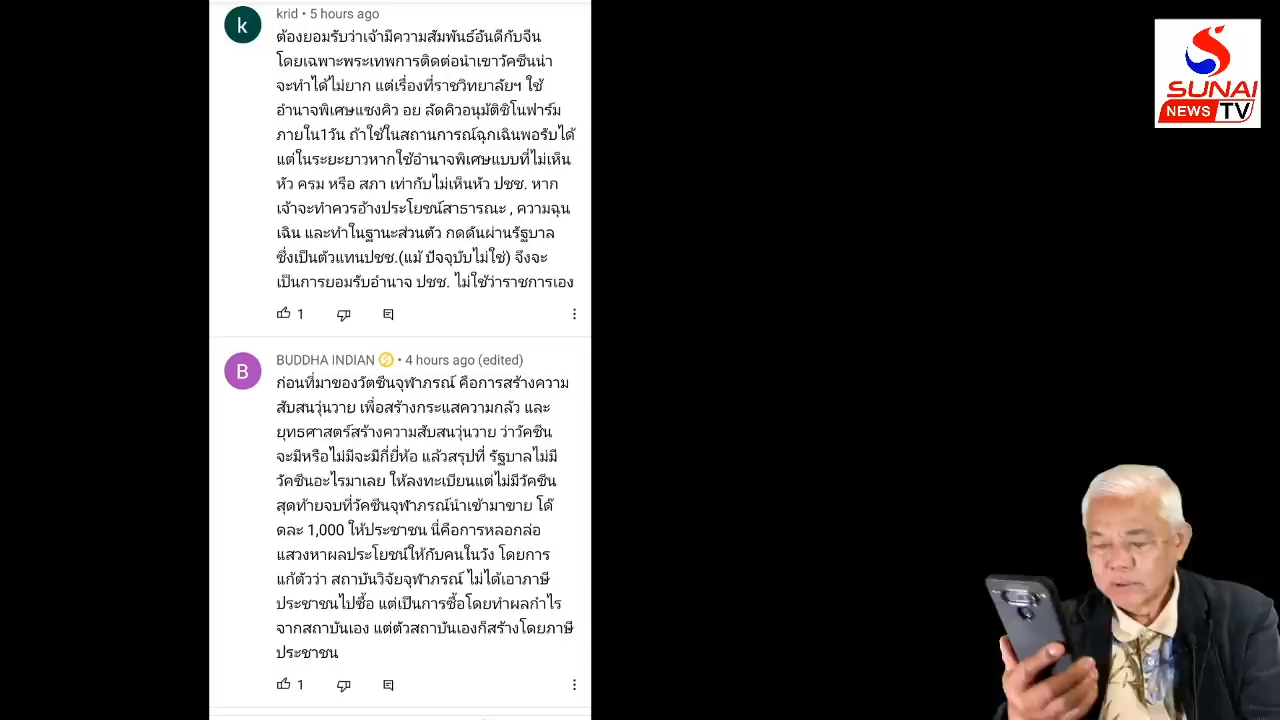 krid • 5 hours ago
ต้องยอมรับว่าเจ้ามีความสัมพันธ์อันดีกับจีน
โดยเฉพาะพระเทพการติดต่อนำเขาวัคซีนน่า
จะทำได้ไม่ยาก แต่เรื่องที่ราชวิทยาลัยฯ ใช้
อำนาจพิเศษแซงคิว อย ลัดคิวอนุมัติซิโนฟาร์ม
ภายใน1วัน ถ้าใช้ในสถานการณ์ฉุกเฉินพอรับได้
แต่ในระยะยาวหากใช้อำนาจพิเศษแบบที่ไม่เห็น
หัว ครม หรือ สภา เท่ากับไม่เห็นหัว ปชช. หาก
เจ้าจะทำควรอ้างประโยชน์สาธารณะ , ความฉุน
เฉิน และทำในฐานะส่วนตัว กดดันผ่านรัฐบาล
ซึ่งเป็นตัวแทนปชช.(แม้ ปัจจุบับไม่ใช่) จึงจะ
เป็นการยอมรับอำนาจ ปชช. ไม่ใช้ว่าราชการเอง
1
BUDDHA INDIAN • 4 hours ago (edited)
ก่อนที่มาของวัตซีนจุฬาภรณ์ คือการสร้างความ
สับสนวุ่นวาย เพื่อสร้างกระแสความกลัว และ
ยุทธศาสตร์สร้างความสับสนวุ่นวาย ว่าวัคซีน
จะมีหรือไม่มีจะมีกี่ยี่ห้อ แล้วสรุปที่ รัฐบาลไม่มี
วัคซีนอะไรมาเลย ให้ลงทะเบียนแต่ไม่มีวัคซีน
สุดท้ายจบที่วัคซีนจุฬาภรณ์นำเข้ามาขาย โด๊
ดละ 1,000 ให้ประชาชน นี่คือการหลอกล่อ
แสวงหาผลประโยชน์ให้กับคนในวัง โดยการ
แก้ตัวว่า สถาบันวิจัยจุฬาภรณ์ ไม่ได้เอาภาษี
ประชาชนไปซื้อ แต่เป็นการซื้อโดยทำผลกำไร
จากสถาบันเอง แต่ตัวสถาบันเองก็สร้างโดยภาษี
ประชาชน
1
SUNAI
NEWS TV